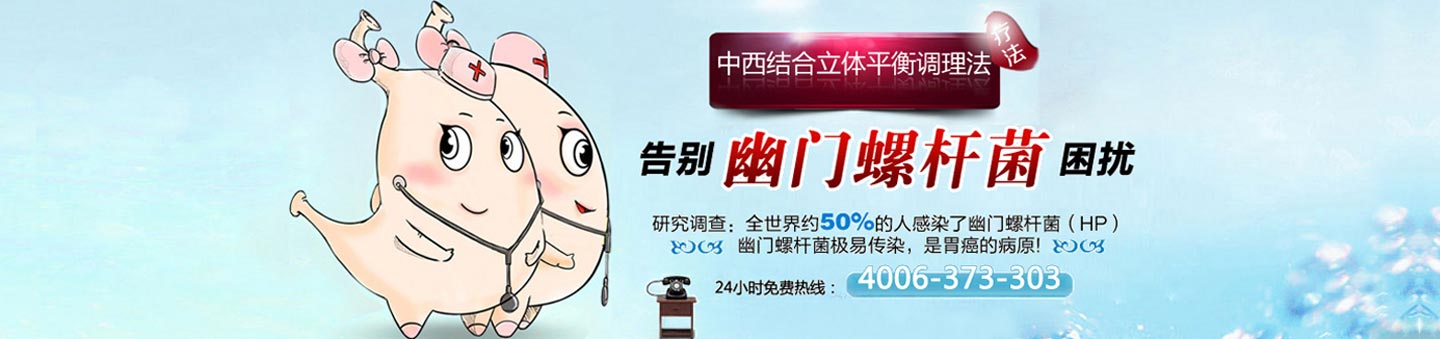 中西结合立体平衡调理法
疗法
告别 幽门螺杆菌 困扰
研究调查：全世界约50%的人感染了幽门螺杆菌（HP）
幽门螺杆菌极易传染，是胃癌的病原!
24小时免费热线： 4006-373-303